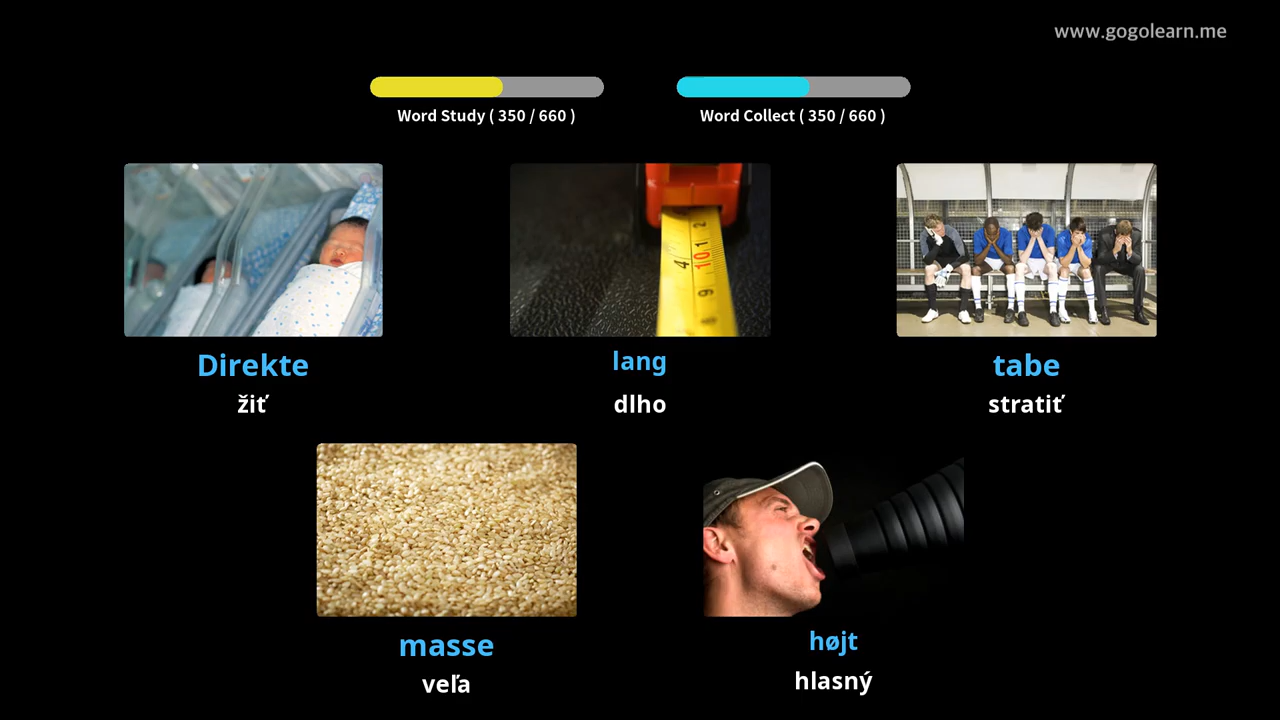 www.gogolearn.me
Word Study ( 350 / 660 )
Word Collect ( 350 / 660 )
Direkte
žiť
lang
dlho
tabe
stratiť
masse
veľa
højt
hlasný